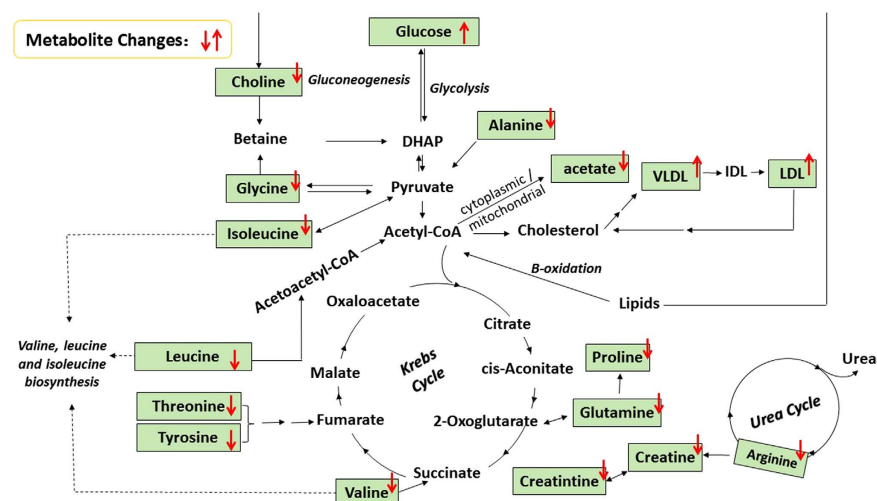 Metabolite Changes: ↓↑
Glucose ↑
Choline ↓
Gluconeogenesis
Glycolysis
Alanine ↓
Betaine
DHAP
acetate ↓
VLDL ↑
IDL
LDL ↑
Glycine ↓
Pyruvate
cytoplasmic /
mitochondrial
Isoleucine ↓
Acetyl-CoA
Cholesterol
Acetoacetyl-CoA
B-oxidation
Oxaloacetate
Lipids
Citrate
Valine, leucine
and isoleucine
biosynthesis
Leucine ↓
Malate
Krebs
Cycle
cis-Aconitate
Proline ↓
Urea
Threonine ↓
Tyrosine ↓
Fumarate
2-Oxoglutarate
Glutamine ↓
Urea Cycle
Succinate
Valine ↓
Creatintine ↓
Creatine ↓
Arginine ↓